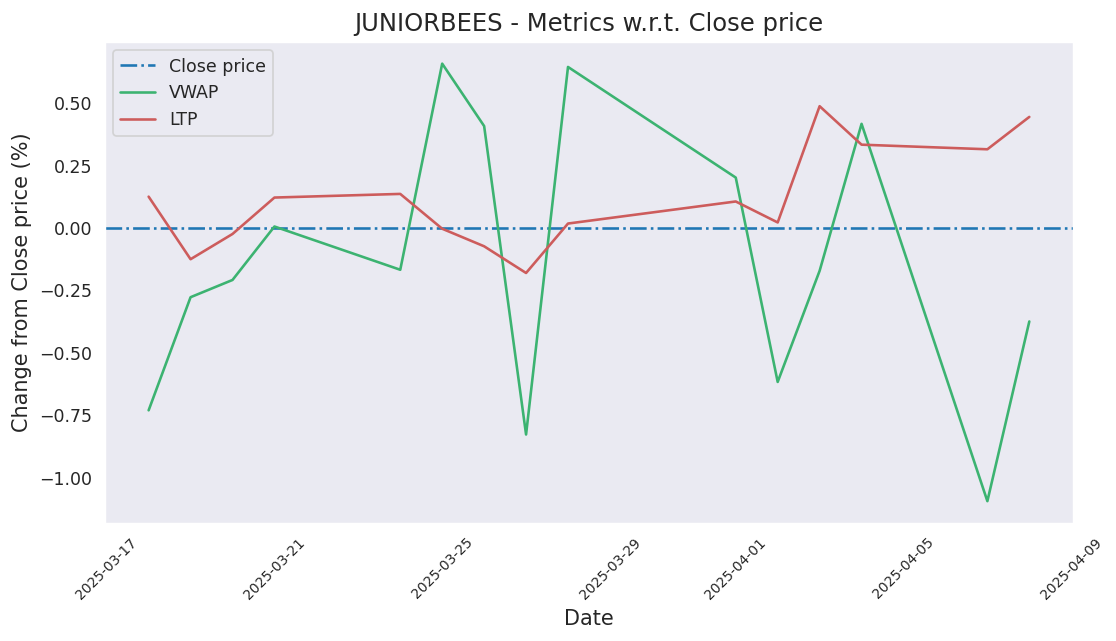 JUNIORBEES - Metrics w.r.t. Close price
Close price
VWAP
LTP
Change from Close price (%)
0.50
0.25
0.00
−0.25
−0.50
−0.75
−1.00
2025-03-17
2025-03-21
2025-03-25
2025-03-29
2025-04-01
2025-04-05
2025-04-09
Date